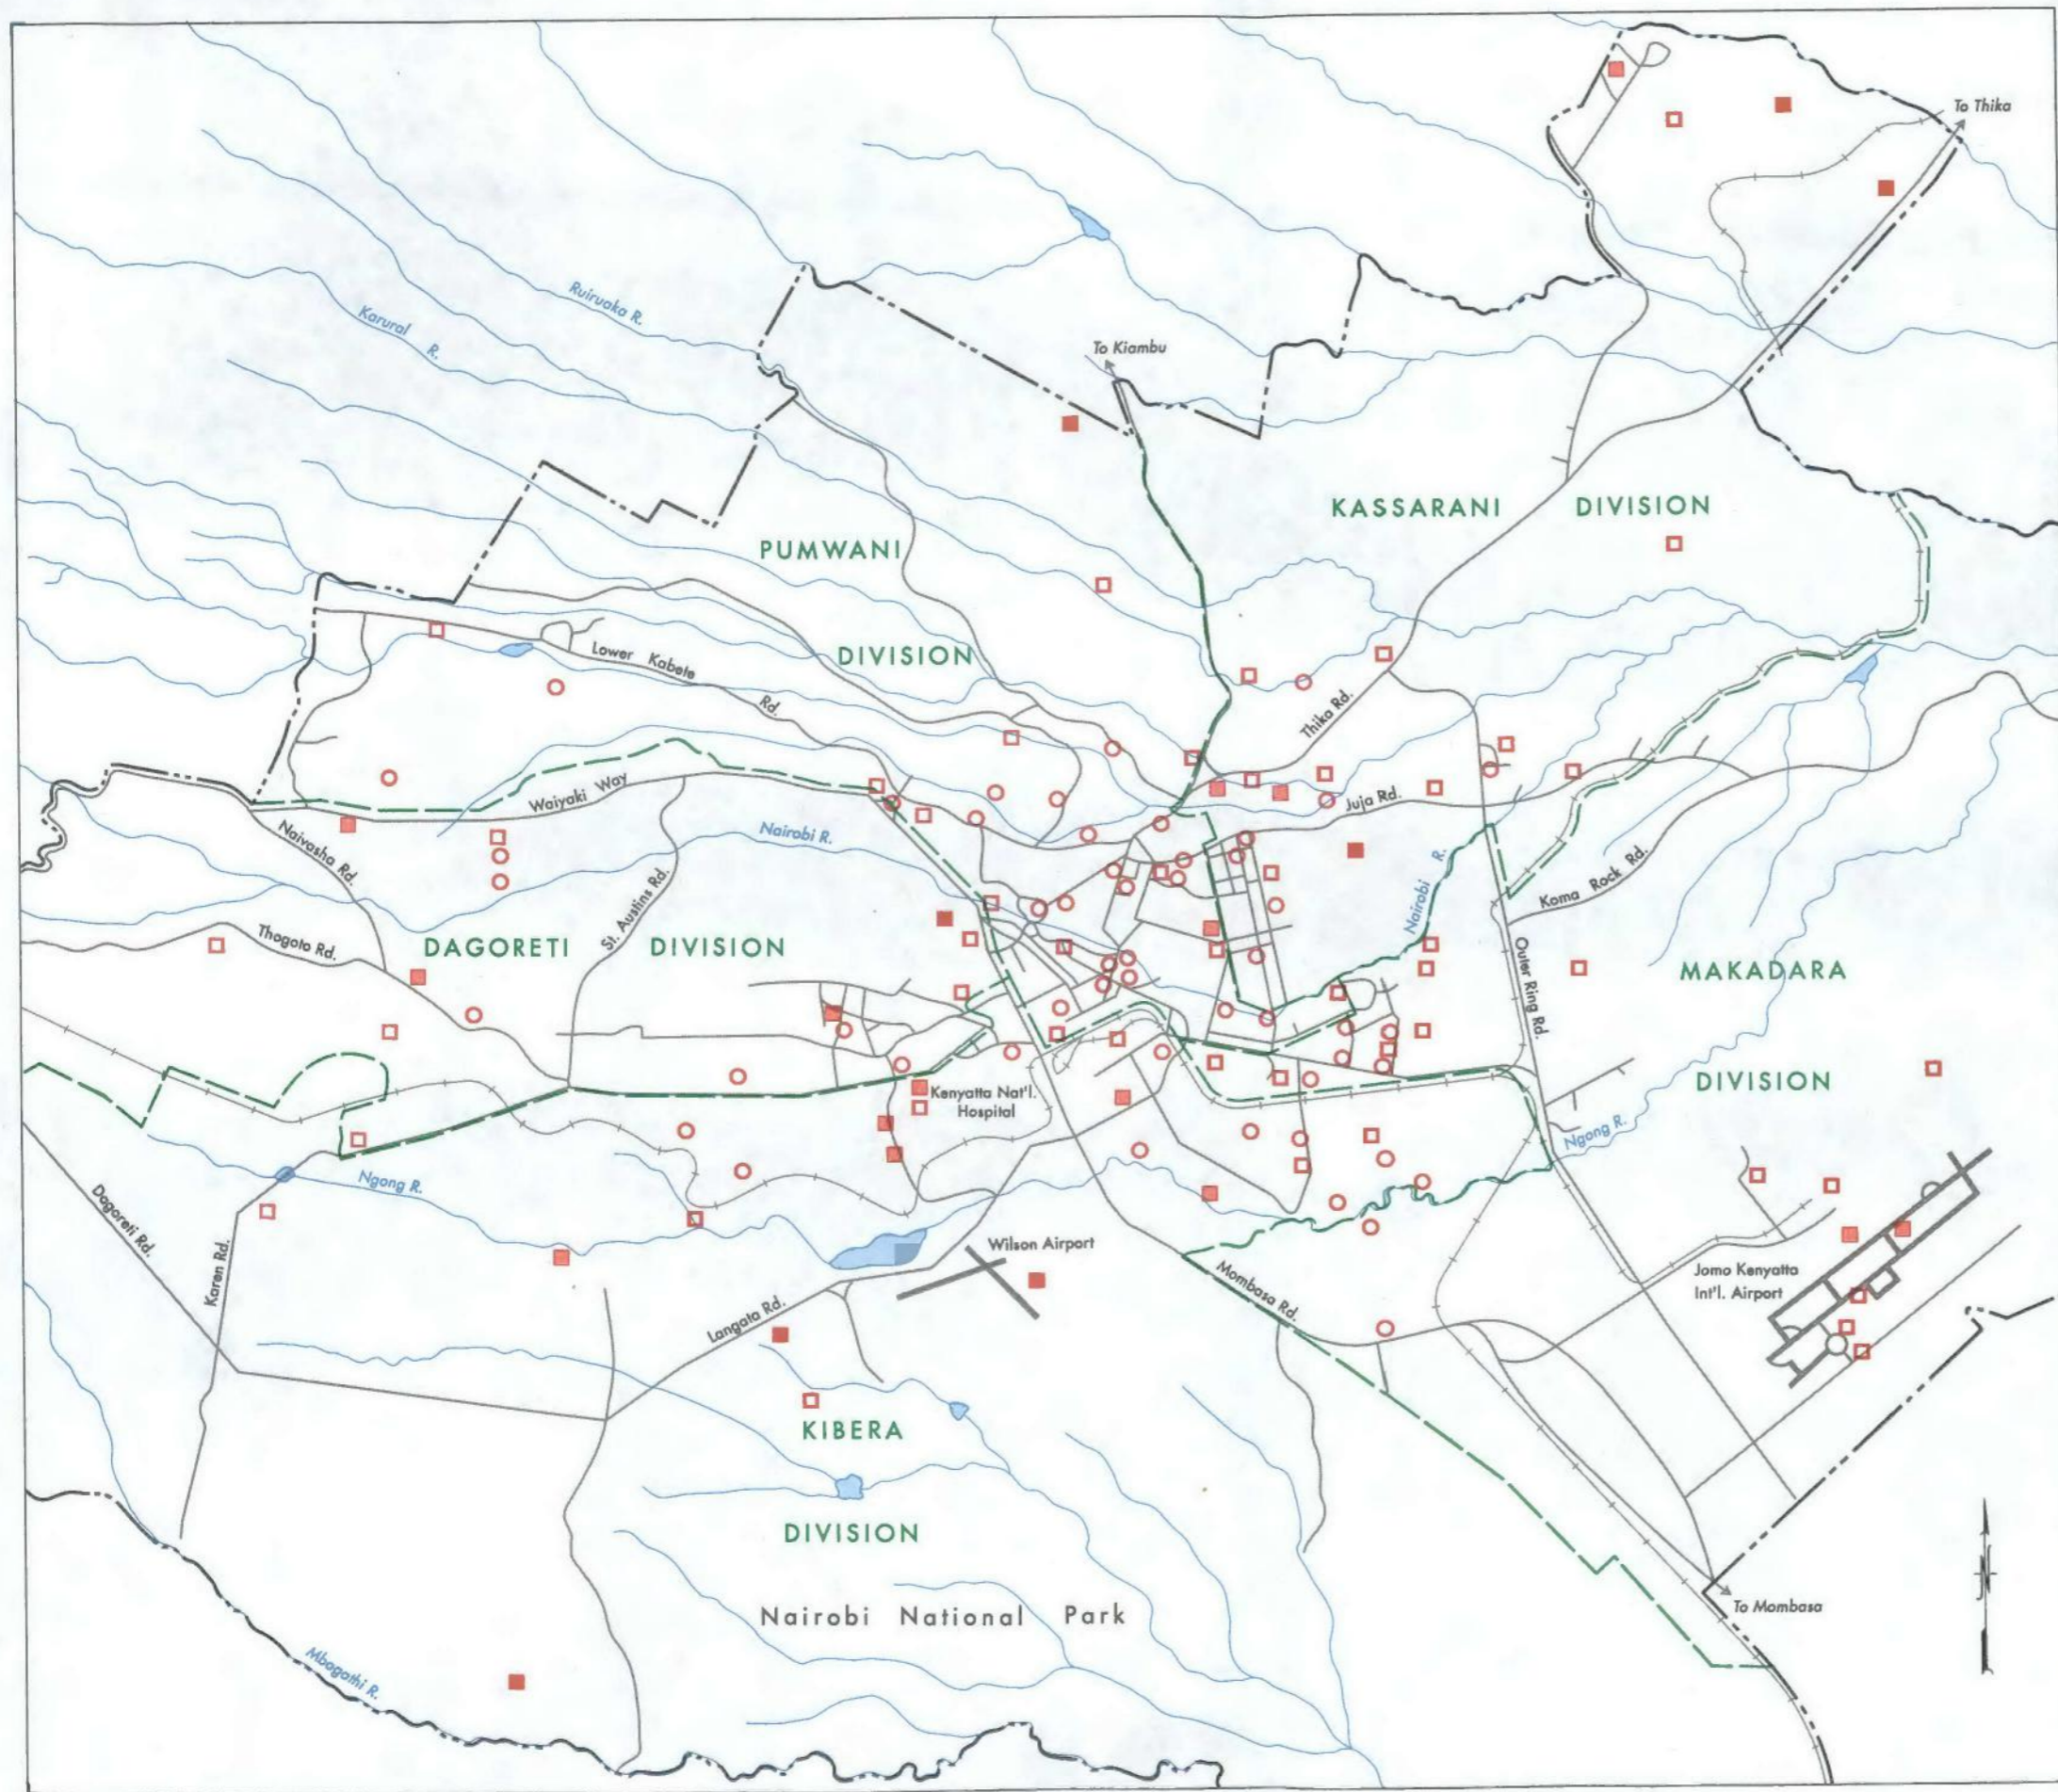 To Thika
Ruiruaka R.
Karural
R.
To Kiambu
KASSARANI DIVISION
PUMWANI
DIVISION
Lower Kabete
Rd.
Thika Rd.
Waiyaki Way
Juja Rd.
Nairobi R.
Naivasha Rd.
St. Austins Rd.
Nairobi R.
Koma Rock Rd.
Thogoto Rd.
DAGORETI DIVISION
Outer Ring Rd.
MAKADARA
DIVISION
Kenyatta Nat'l.
Hospital
Ngong R.
Ngong R.
Dagoreti Rd.
Karen Rd.
Wilson Airport
Mombasa Rd.
Jomo Kenyatta
Int'l. Airport
Langata Rd.
KIBERA
DIVISION
N
Nairobi National Park
To Mombasa
Mbagathi R.